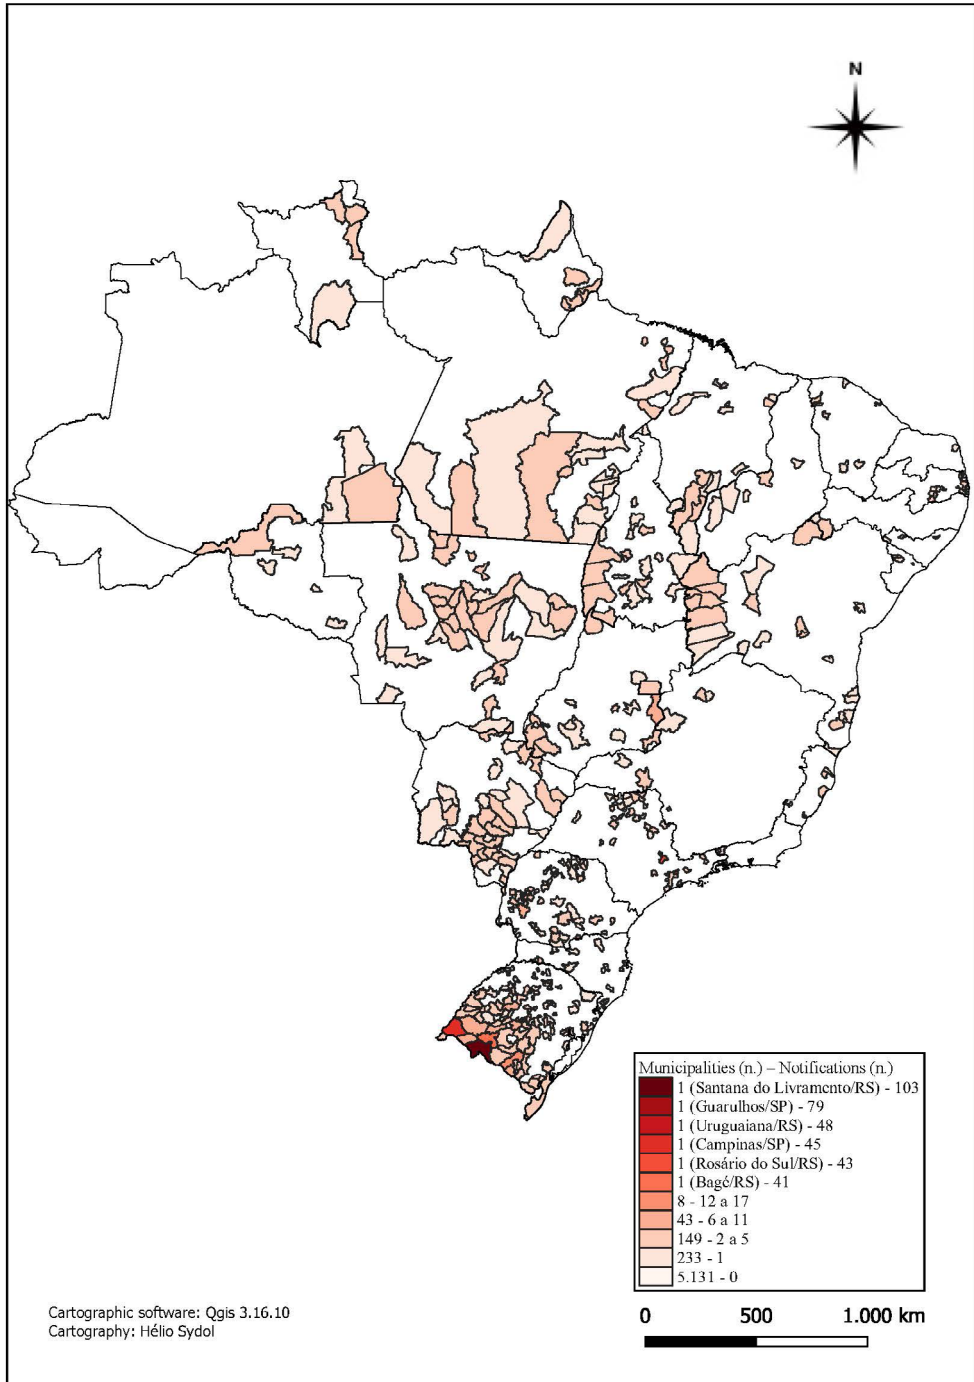 N
Municipalities (n.) – Notifications (n.)
1 (Santana do Livramento/RS) - 103
1 (Guarulhos/SP) - 79
1 (Uruguaiana/RS) - 48
1 (Campinas/SP) - 45
1 (Rosário do Sul/RS) - 43
1 (Bagé/RS) - 41
8 - 12 a 17
43 - 6 a 11
149 - 2 a 5
233 - 1
5.131 - 0
Cartographic software: Qgis 3.16.10
Cartography: Hélio Sydol
0 500 1.000 km